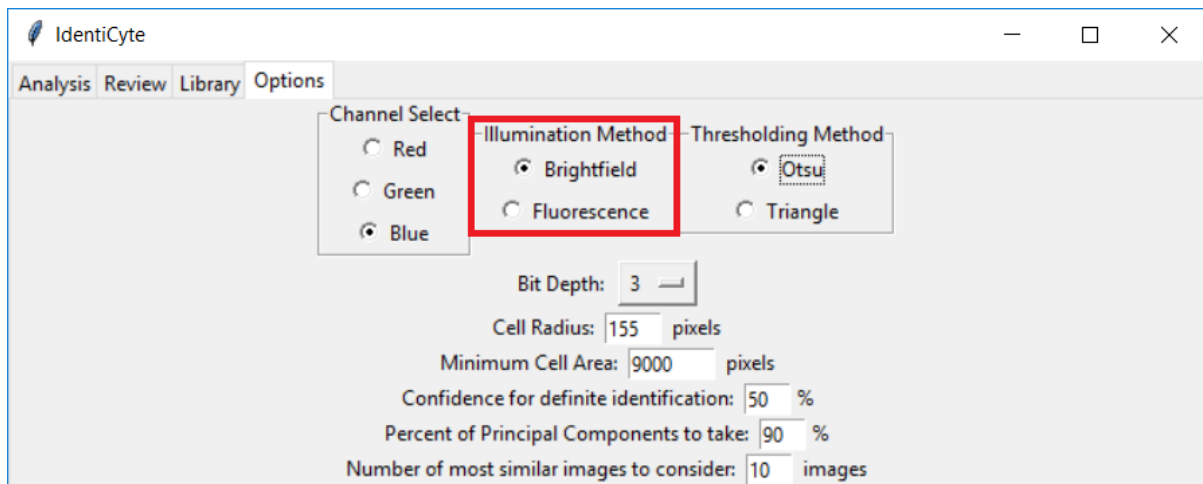 IdentiCyte
Analysis Review Library Options
Channel Select
Red
Green
Blue
Illumination Method
Brightfield
Fluorescence
Thresholding Method
Otsu
Triangle
Bit Depth: 3
Cell Radius: 155 pixels
Minimum Cell Area: 9000 pixels
Confidence for definite identification: 50 %
Percent of Principal Components to take: 90 %
Number of most similar images to consider: 10 images